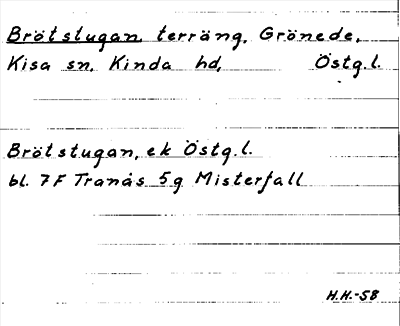 Brötstugan, terräng, Grönede,
Kisa sn, Kinda hd, Östg.l.
Brötstugan, ek Östg.l.
bl. 7F Tranås 5g Misterfall
H.H.-58